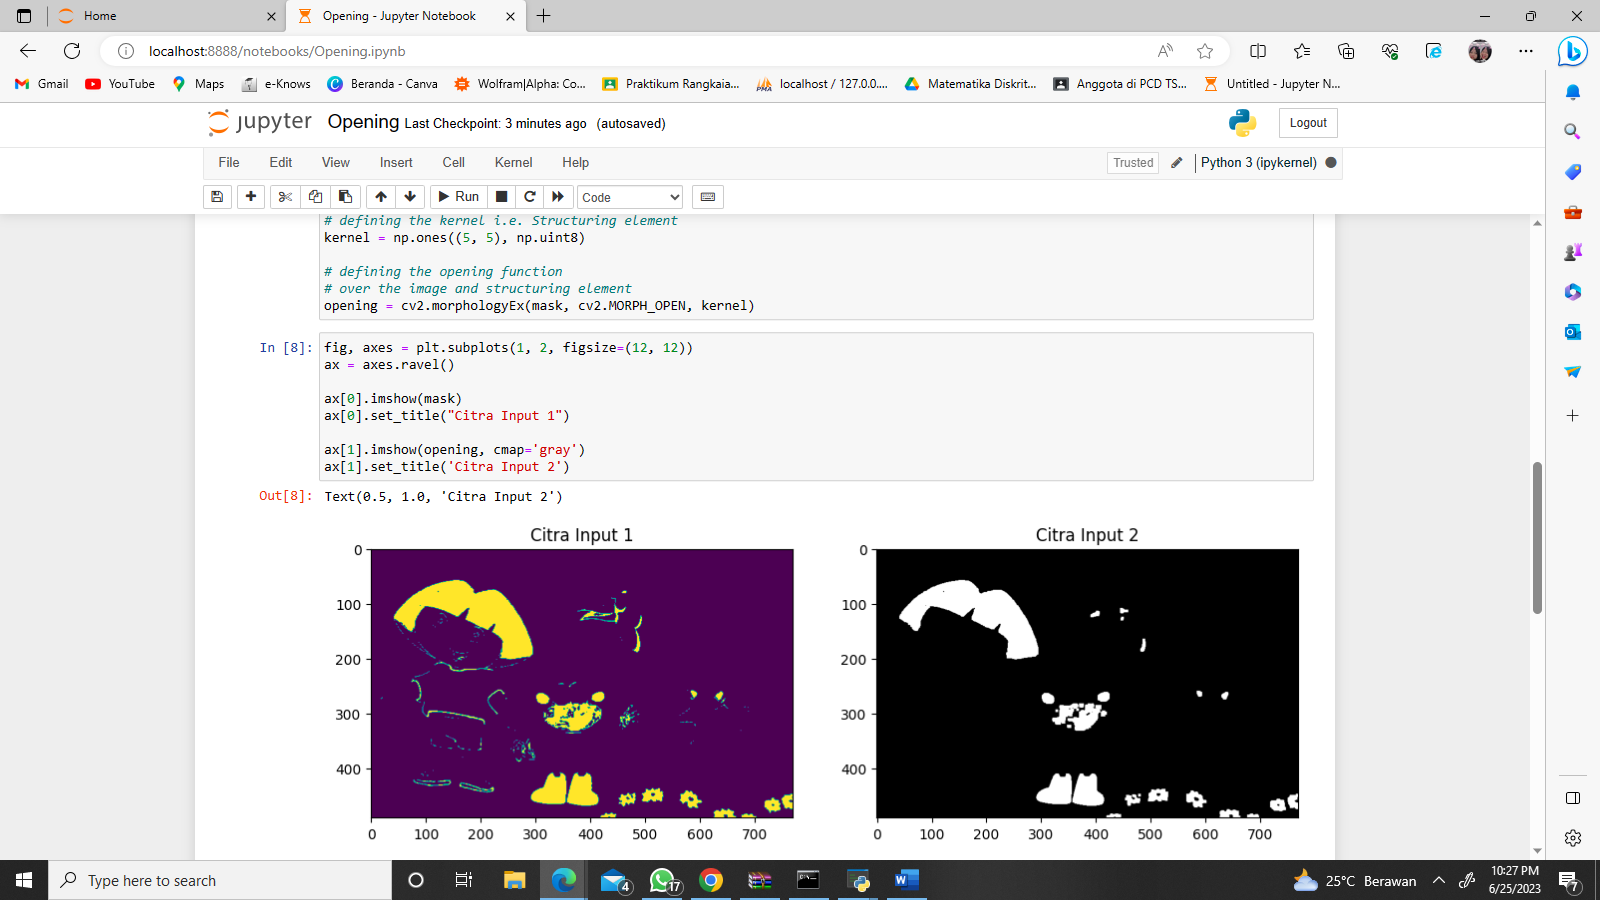 Home
Opening - Jupyter Notebook
localhost:8888/notebooks/Opening.ipynb
Gmail
YouTube
Maps
e-Knows
Beranda - Canva
Wolfram|Alpha: Co...
Praktikum Rangkaia...
localhost / 127.0.0....
Matematika Diskrit...
Anggota di PCD TS...
Untitled - Jupyter N...
jupyter Opening Last Checkpoint: 3 minutes ago (autosaved)
Logout
File Edit View Insert Cell Kernel Help
Trusted
Python 3 (ipykernel)
Run
Code
# defining the kernel i.e. Structuring element
kernel = np.ones((5, 5), np.uint8)
# defining the opening function
# over the image and structuring element
opening = cv2.morphologyEx(mask, cv2.MORPH_OPEN, kernel)
In [8]:
fig, axes = plt.subplots(1, 2, figsize=(12, 12))
ax = axes.ravel()
ax[0].imshow(mask)
ax[0].set_title("Citra Input 1")
ax[1].imshow(opening, cmap='gray')
ax[1].set_title('Citra Input 2')
Out[8]: Text(0.5, 1.0, 'Citra Input 2')
Citra Input 1
0
100
200
300
400
0 100 200 300 400 500 600 700
Citra Input 2
0
100
200
300
400
0 100 200 300 400 500 600 700
Type here to search
4
17
25°C Berawan
10:27 PM
6/25/2023
7